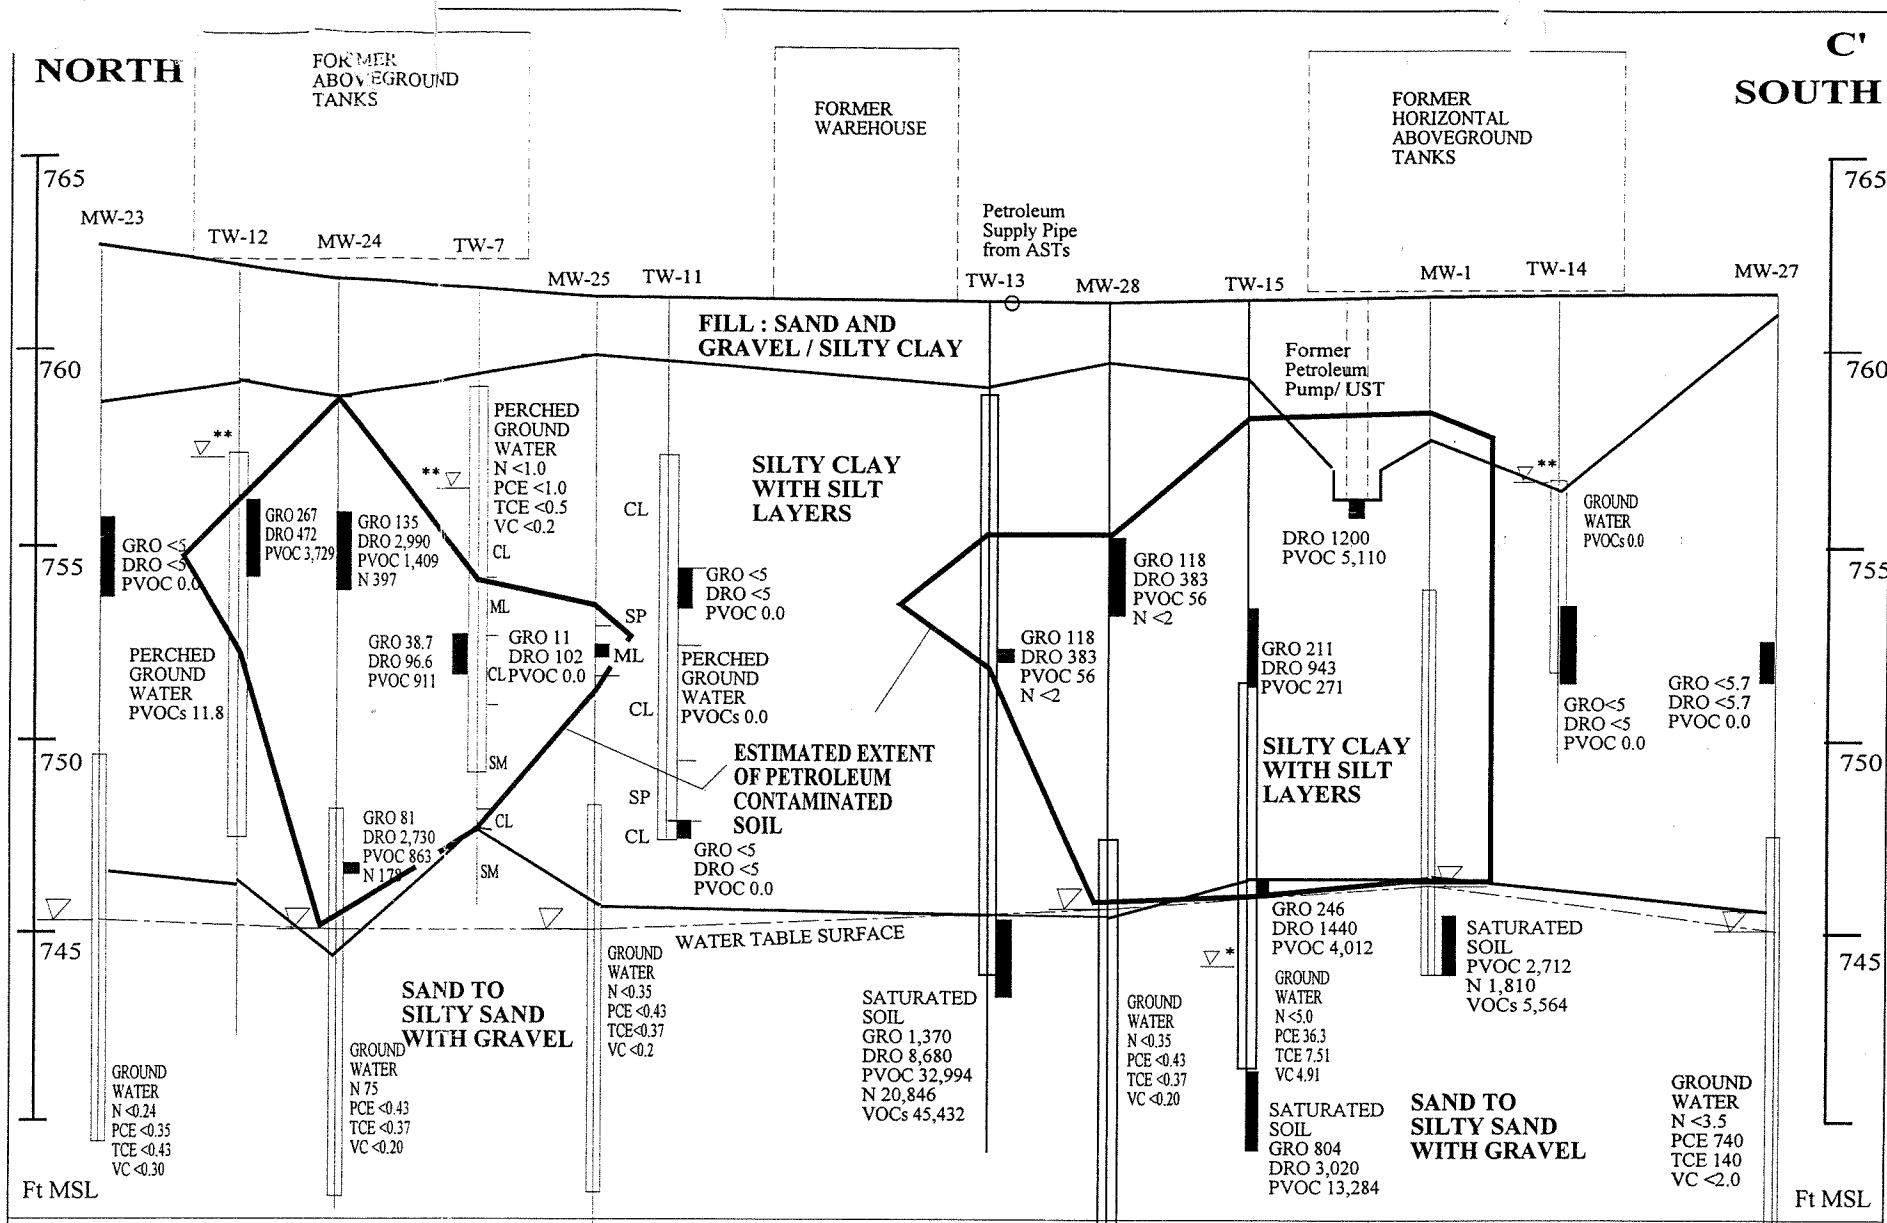 NORTH
C'
SOUTH
FORMER
ABOVEGROUND
TANKS
FORMER
WAREHOUSE
FORMER
HORIZONTAL
ABOVEGROUND
TANKS
765
765
MW-23
TW-12
MW-24
TW-7
MW-25
TW-11
Petroleum
Supply Pipe
from ASTs
TW-13
MW-28
TW-15
MW-1
TW-14
MW-27
FILL : SAND AND
GRAVEL / SILTY CLAY
760
760
Former
Petroleum
Pump/ UST
**
PERCHED
GROUND
WATER
N <1.0
PCE <1.0
TCE <0.5
VC <0.2
**
SILTY CLAY
WITH SILT
LAYERS
**
GROUND
WATER
PVOCs 0.0
GRO <5
DRO <5
PVOC 0.0
GRO 267
DRO 472
PVOC 3,729
GRO 135
DRO 2,990
PVOC 1,409
N 397
CL
ML
CL
SM
CL
SM
CL
SP
ML
CL
SP
CL
GRO <5
DRO <5
PVOC 0.0
GRO 118
DRO 383
PVOC 56
N <2
DRO 1200
PVOC 5,110
755
755
GRO 38.7
DRO 96.6
PVOC 911
GRO 11
DRO 102
PVOC 0.0
PERCHED
GROUND
WATER
PVOCs 11.8
PERCHED
GROUND
WATER
PVOCs 0.0
GRO 118
DRO 383
PVOC 56
N <2
GRO 211
DRO 943
PVOC 271
GRO<5
DRO <5
PVOC 0.0
GRO <5.7
DRO <5.7
PVOC 0.0
750
750
ESTIMATED EXTENT
OF PETROLEUM
CONTAMINATED
SOIL
SILTY CLAY
WITH SILT
LAYERS
GRO 81
DRO 2,730
PVOC 863
N 178
GRO <5
DRO <5
PVOC 0.0
745
745
WATER TABLE SURFACE
GRO 246
DRO 1440
PVOC 4,012
*
SATURATED
SOIL
PVOC 2,712
N 1,810
VOCs 5,564
SAND TO
SILTY SAND
WITH GRAVEL
GROUND
WATER
N <0.35
PCE <0.43
TCE<0.37
VC <0.2
SATURATED
SOIL
GRO 1,370
DRO 8,680
PVOC 32,994
N 20,846
VOCs 45,432
GROUND
WATER
N <0.35
PCE <0.43
TCE <0.37
VC <0.20
GROUND
WATER
N <5.0
PCE 36.3
TCE 7.51
VC 4.91
GROUND
WATER
N <0.24
PCE <0.35
TCE <0.43
VC <0.30
GROUND
WATER
N 75
PCE <0.43
TCE <0.37
VC <0.20
SATURATED
SOIL
GRO 804
DRO 3,020
PVOC 13,284
SAND TO
SILTY SAND
WITH GRAVEL
GROUND
WATER
N <3.5
PCE 740
TCE 140
VC <2.0
Ft MSL
Ft MSL